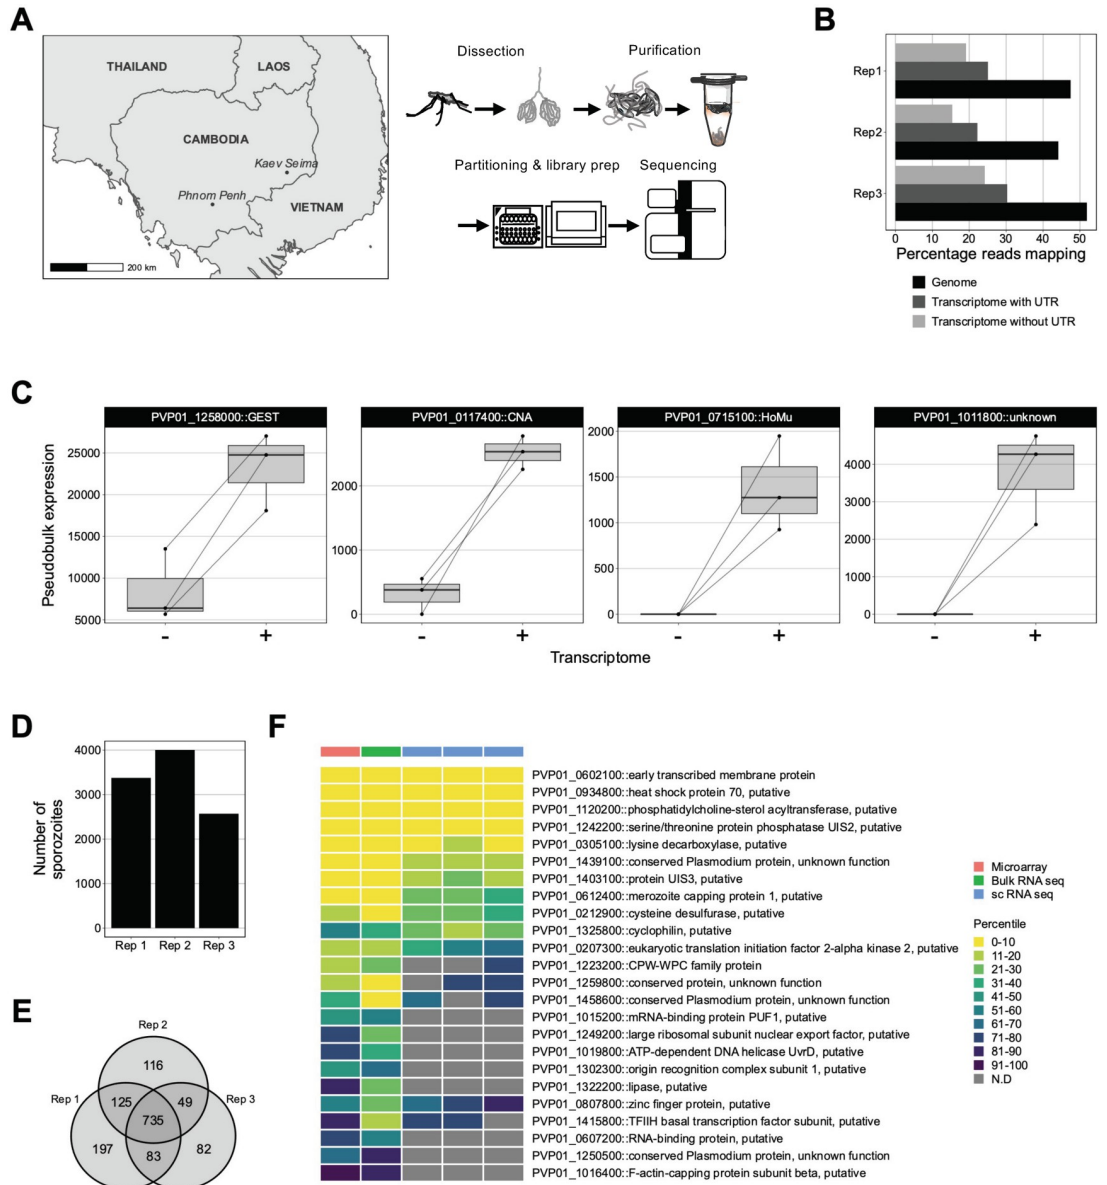 A
THAILAND
LAOS
CAMBODIA
Kaev Seima
Phnom Penh
VIETNAM
200 km
Dissection
Purification
Partitioning & library prep
Sequencing
B
Rep1
Rep2
Rep3
0 10 20 30 40 50
Percentage reads mapping
Genome
Transcriptome with UTR
Transcriptome without UTR
C
Pseudobulk expression
PVP01_1258000::GEST
25000
20000
15000
10000
5000
- +
PVP01_0117400::CNA
2000
1000
0
- +
PVP01_0715100::HoMu
2000
1500
1000
500
0
- +
PVP01_1011800::unknown
4000
3000
2000
1000
0
- +
Transcriptome
D
Number of
sporozoites
4000
3000
2000
1000
0
Rep 1 Rep 2 Rep 3
E
Rep 2
116
Rep 1
125
49
Rep 3
735
197
83
82
F
PVP01_0602100::early transcribed membrane protein
PVP01_0934800::heat shock protein 70, putative
PVP01_1120200::phosphatidylcholine-sterol acyltransferase, putative
PVP01_1242200::serine/threonine protein phosphatase UIS2, putative
PVP01_0305100::lysine decarboxylase, putative
PVP01_1439100::conserved Plasmodium protein, unknown function
PVP01_1403100::protein UIS3, putative
PVP01_0612400::merozoite capping protein 1, putative
PVP01_0212900::cysteine desulfurase, putative
PVP01_1325800::cyclophilin, putative
PVP01_0207300::eukaryotic translation initiation factor 2-alpha kinase 2, putative
PVP01_1223200::CPW-WPC family protein
PVP01_1259800::conserved protein, unknown function
PVP01_1458600::conserved Plasmodium protein, unknown function
PVP01_1015200::mRNA-binding protein PUF1, putative
PVP01_1249200::large ribosomal subunit nuclear export factor, putative
PVP01_1019800::ATP-dependent DNA helicase UvrD, putative
PVP01_1302300::origin recognition complex subunit 1, putative
PVP01_1322200::lipase, putative
PVP01_0807800::zinc finger protein, putative
PVP01_1415800::TFIIH basal transcription factor subunit, putative
PVP01_0607200::RNA-binding protein, putative
PVP01_1250500::conserved Plasmodium protein, unknown function
PVP01_1016400::F-actin-capping protein subunit beta, putative
Microarray
Bulk RNA seq
sc RNA seq
Percentile
0-10
11-20
21-30
31-40
41-50
51-60
61-70
71-80
81-90
91-100
N.D